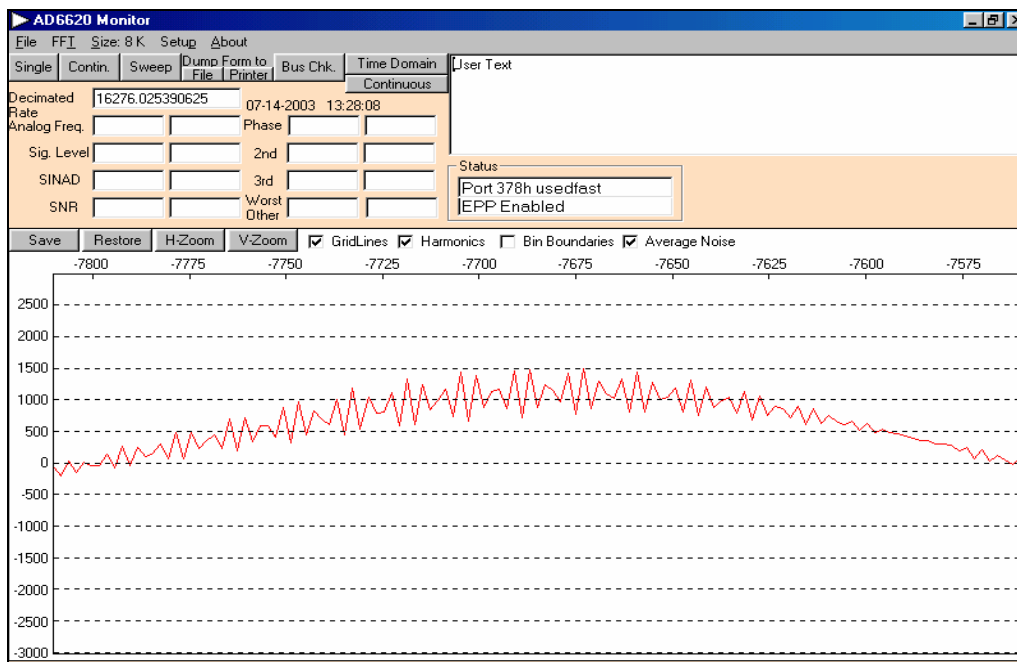 AD6620 Monitor
File FFT Size: 8 K Setup About
Single Contin. Sweep Dump Form to File Printer Bus Chk. Time Domain Continuous
User Text
Decimated Rate 16276.025390625 07-14-2003 13:28:08
Analog Freq. Phase
Sig. Level 2nd
SINAD 3rd
SNR Worst Other
Status
Port 378h usedfast
EPP Enabled
Save Restore H-Zoom V-Zoom GridLines Harmonics Bin Boundaries Average Noise
-7800 -7775 -7750 -7725 -7700 -7675 -7650 -7625 -7600 -7575
2500
2000
1500
1000
500
0
-500
-1000
-1500
-2000
-2500
-3000